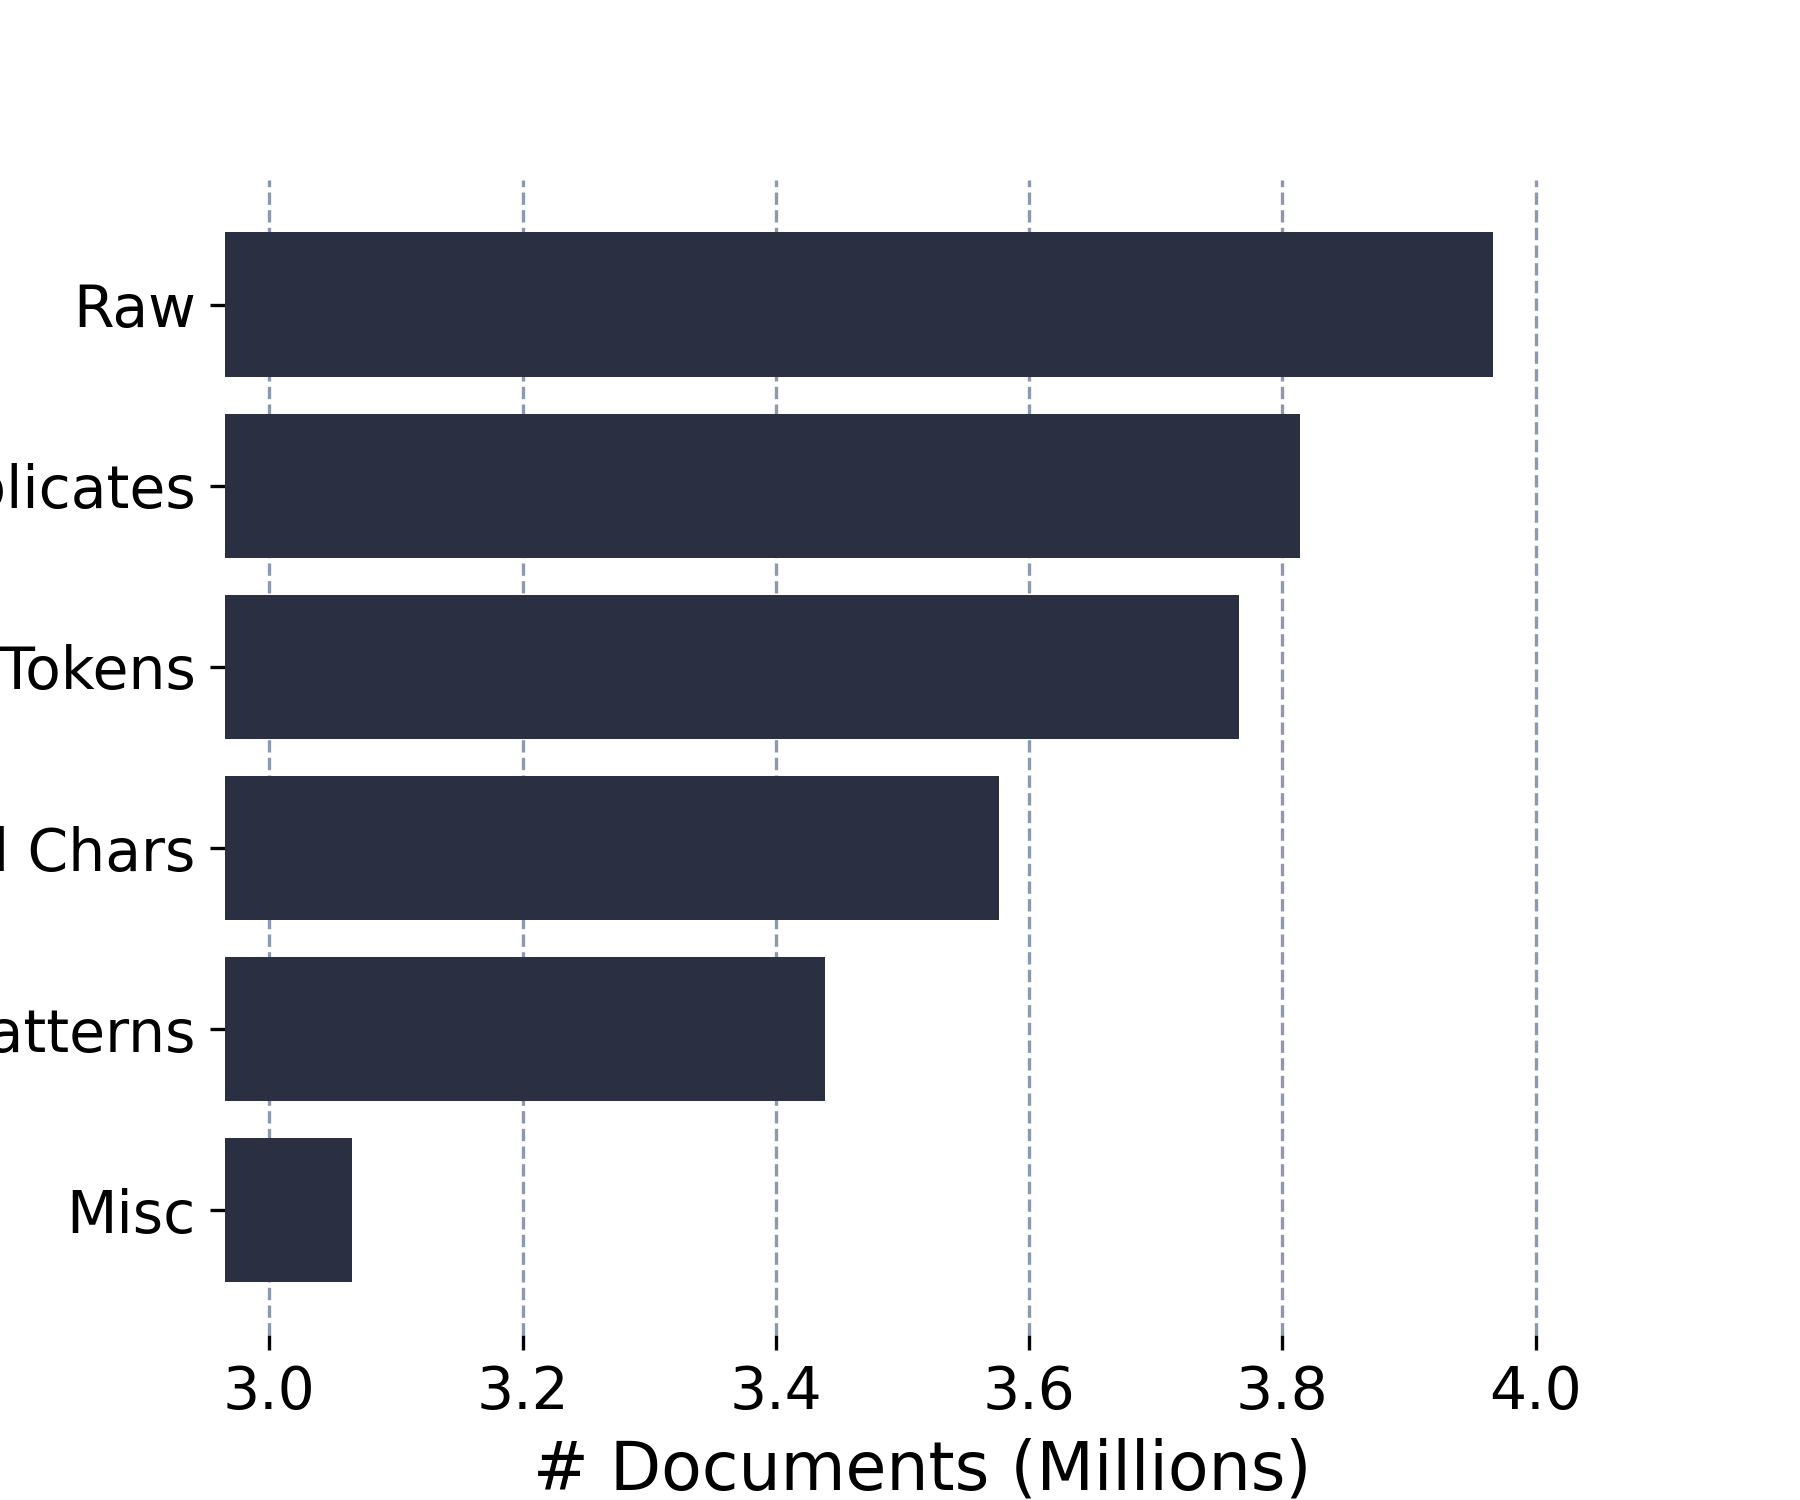 Raw
plicates
Tokens
l Chars
atterns
Misc
3.0 3.2 3.4 3.6 3.8 4.0
# Documents (Millions)